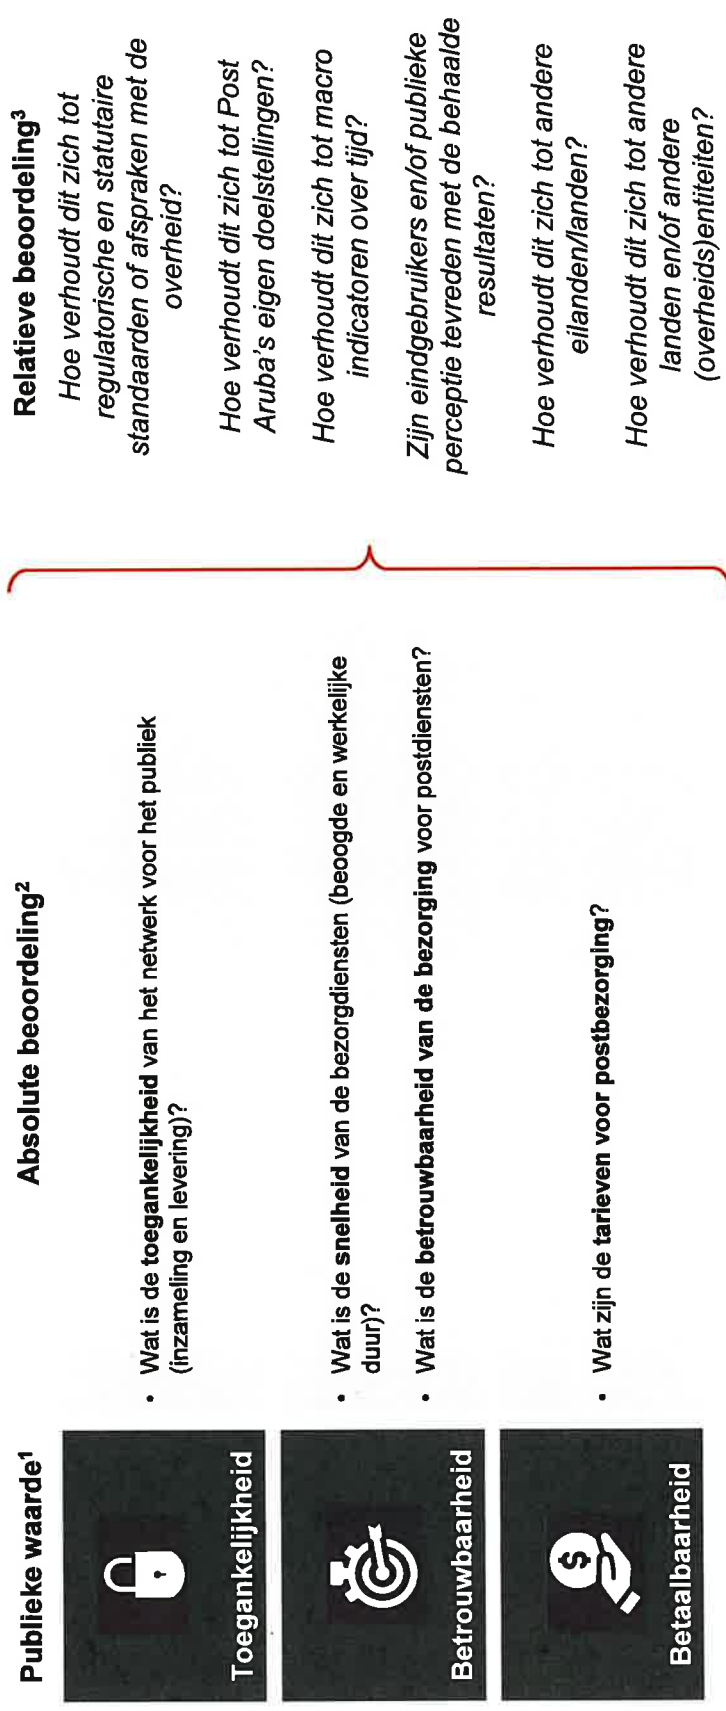 Publieke waarde¹
Absolute beoordeling²
Relatieve beoordeling³
Toegankelijkheid
• Wat is de toegankelijkheid van het netwerk voor het publiek
(inzameling en levering)?
Betrouwbaarheid
• Wat is de snelheid van de bezorgdiensten (beoogde en werkelijke
duur)?
• Wat is de betrouwbaarheid van de bezorging voor postdiensten?
Betaalbaarheid
$
• Wat zijn de tarieven voor postbezorging?
Hoe verhoudt dit zich tot
regulatorische en statutaire
standaarden of afspraken met de
overheid?
Hoe verhoudt dit zich tot Post
Aruba's eigen doelstellingen?
Hoe verhoudt dit zich tot macro
indicatoren over tijd?
Zijn eindgebruikers en/of publieke
perceptie tevreden met de behaalde
resultaten?
Hoe verhoudt dit zich tot andere
eilanden/landen?
Hoe verhoudt dit zich tot andere
landen en/of andere
(overheids)entiteiten?